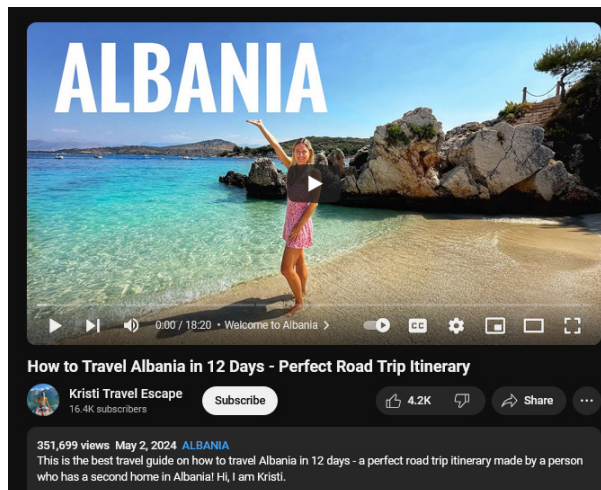 ALBANIA
0:00 / 18:20 • Welcome to Albania
CC
How to Travel Albania in 12 Days - Perfect Road Trip Itinerary
Kristi Travel Escape
16.4K subscribers
Subscribe
4.2K
Share
351,699 views May 2, 2024 ALBANIA
This is the best travel guide on how to travel Albania in 12 days - a perfect road trip itinerary made by a person
who has a second home in Albania! Hi, I am Kristi.